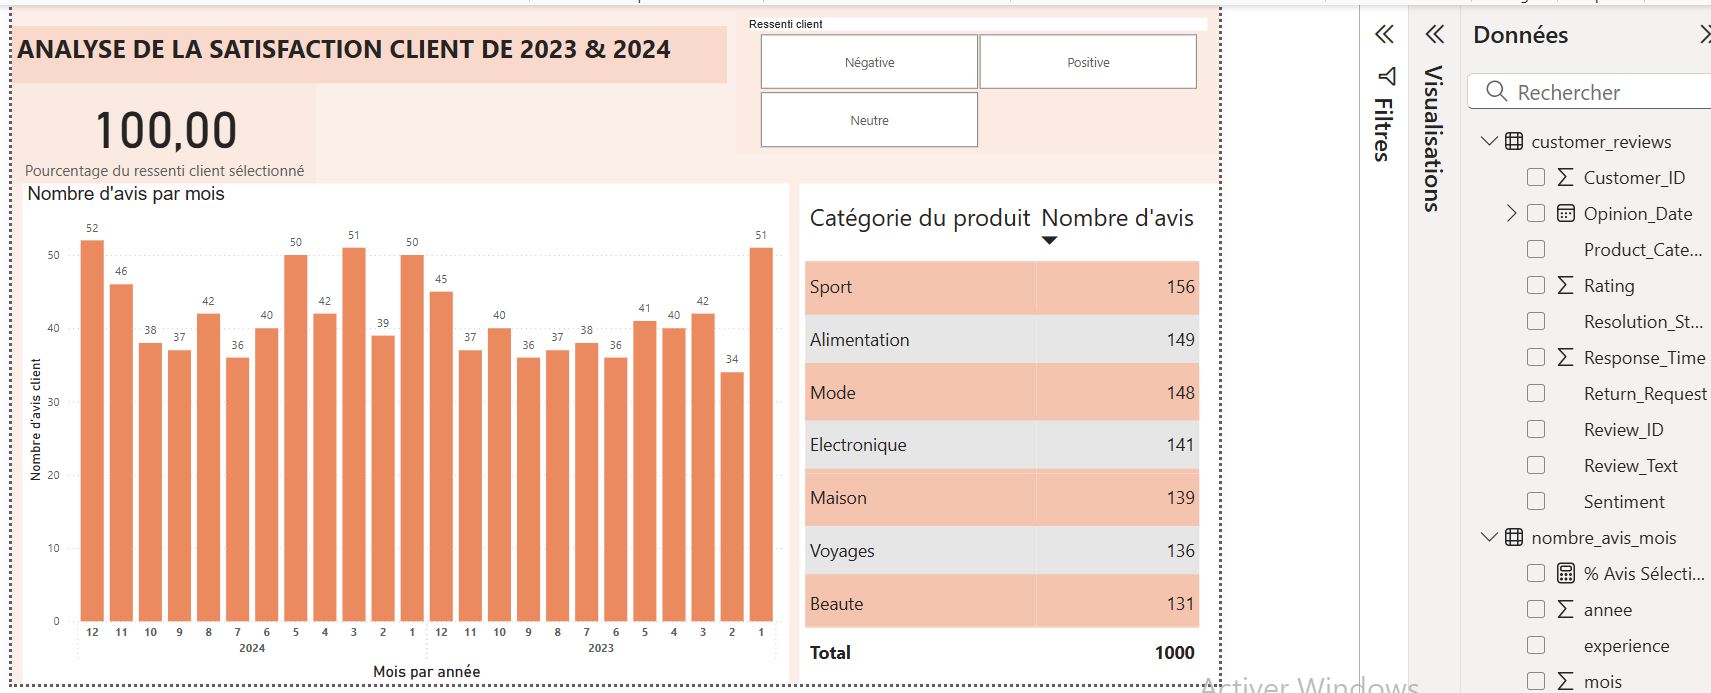 ANALYSE DE LA SATISFACTION CLIENT DE 2023 & 2024
Ressenti client
Négative
Positive
Neutre
100,00
Pourcentage du ressenti client sélectionné
Nombre d'avis par mois
Nombre d'avis client
50
40
30
20
10
0
52 46 38 37 42 36 40 50 42 51 39 50 45 37 40 36 37 38 36 41 40 42 34 51
12 11 10 9 8 7 6 5 4 3 2 1 12 11 10 9 8 7 6 5 4 3 2 1
2024 2023
Mois par année
Catégorie du produit Nombre d'avis
Sport 156
Alimentation 149
Mode 148
Electronique 141
Maison 139
Voyages 136
Beaute 131
Total 1000
Filtres
Visualisations
Données
Rechercher
customer_reviews
Customer_ID
Opinion_Date
Product_Cate...
Rating
Resolution_St...
Response_Time
Return_Request
Review_ID
Review_Text
Sentiment
nombre_avis_mois
% Avis Sélecti...
annee
experience
mois
Activer Windows